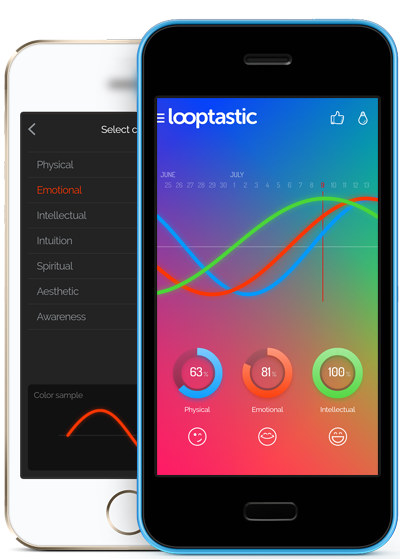 Select c
Physical
Emotional
Intellectual
Intuition
Spiritual
Aesthetic
Awareness
Color sample
looptastic
JUNE JULY
25 26 27 28 29 30 1 2 3 4 5 6 7 8 9 10 11 12 13
63% 81% 100%
Physical Emotional Intellectual